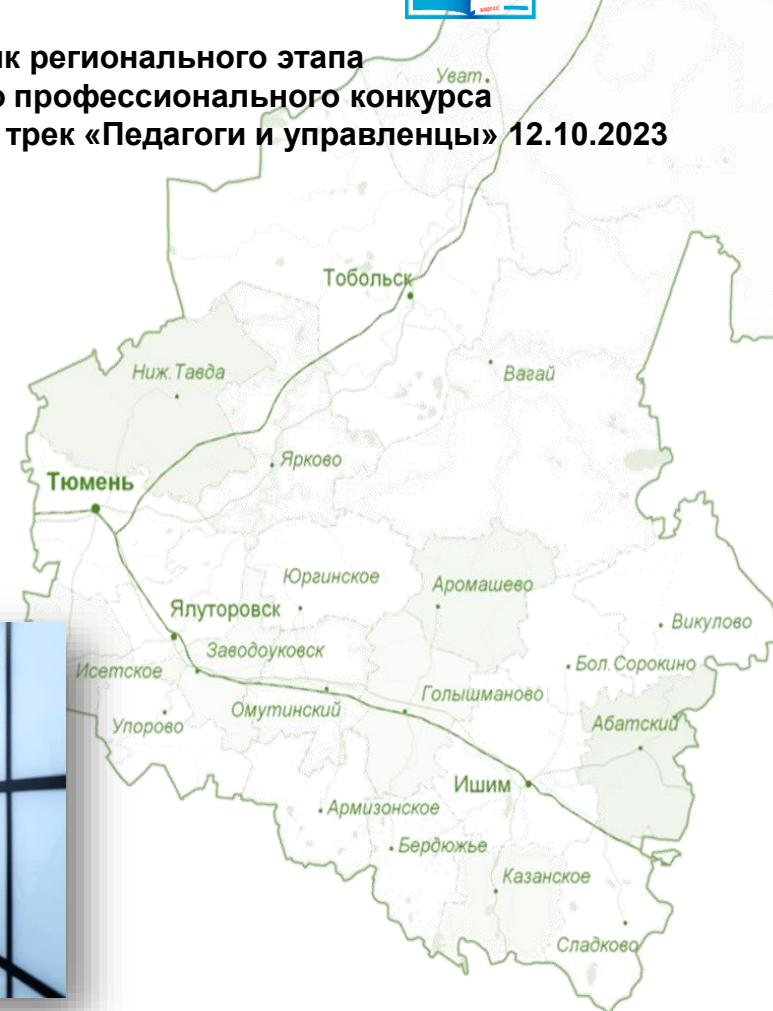 ик регионального этапа
о профессионального конкурса
трек «Педагоги и управленцы» 12.10.2023
Уват
Тобольск
Ниж.Тавда
Вагай
Ярково
Тюмень
Юргинское
Аромашево
Ялуторовск
Викулово
Заводоуковск
Бол.Сорокино
Исетское
Голышманово
Омутинский
Упорово
Абатский
Ишим
Армизонское
Бердюжье
Казанское
Сладково